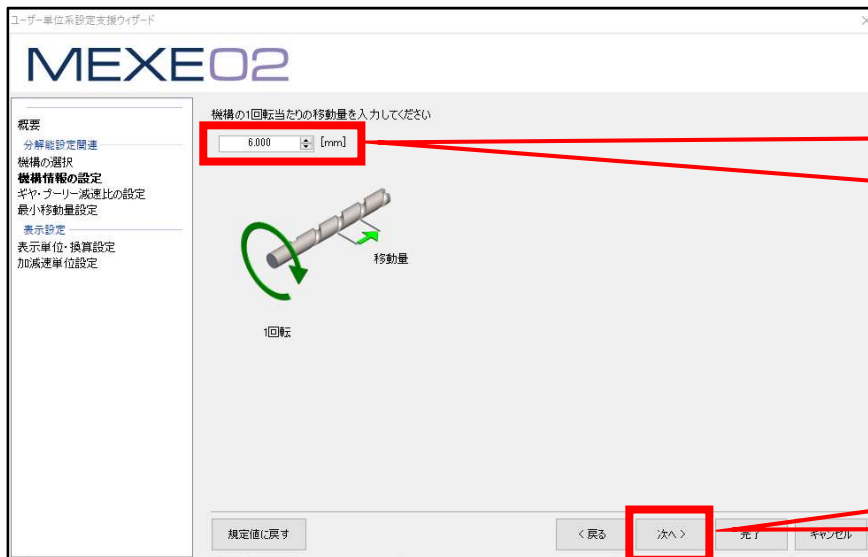 ユーザー単位系設定支援ウィザード
MEXE02
概要
分解能設定関連
機構の選択
機構情報の設定
ギヤ・プーリー減速比の設定
最小移動量設定
表示設定
表示単位・換算設定
加減速単位設定
機構の1回転当たりの移動量を入力してください
6.000 [mm]
移動量
1回転
規定値に戻す
< 戻る
次へ >
完了
キャンセル